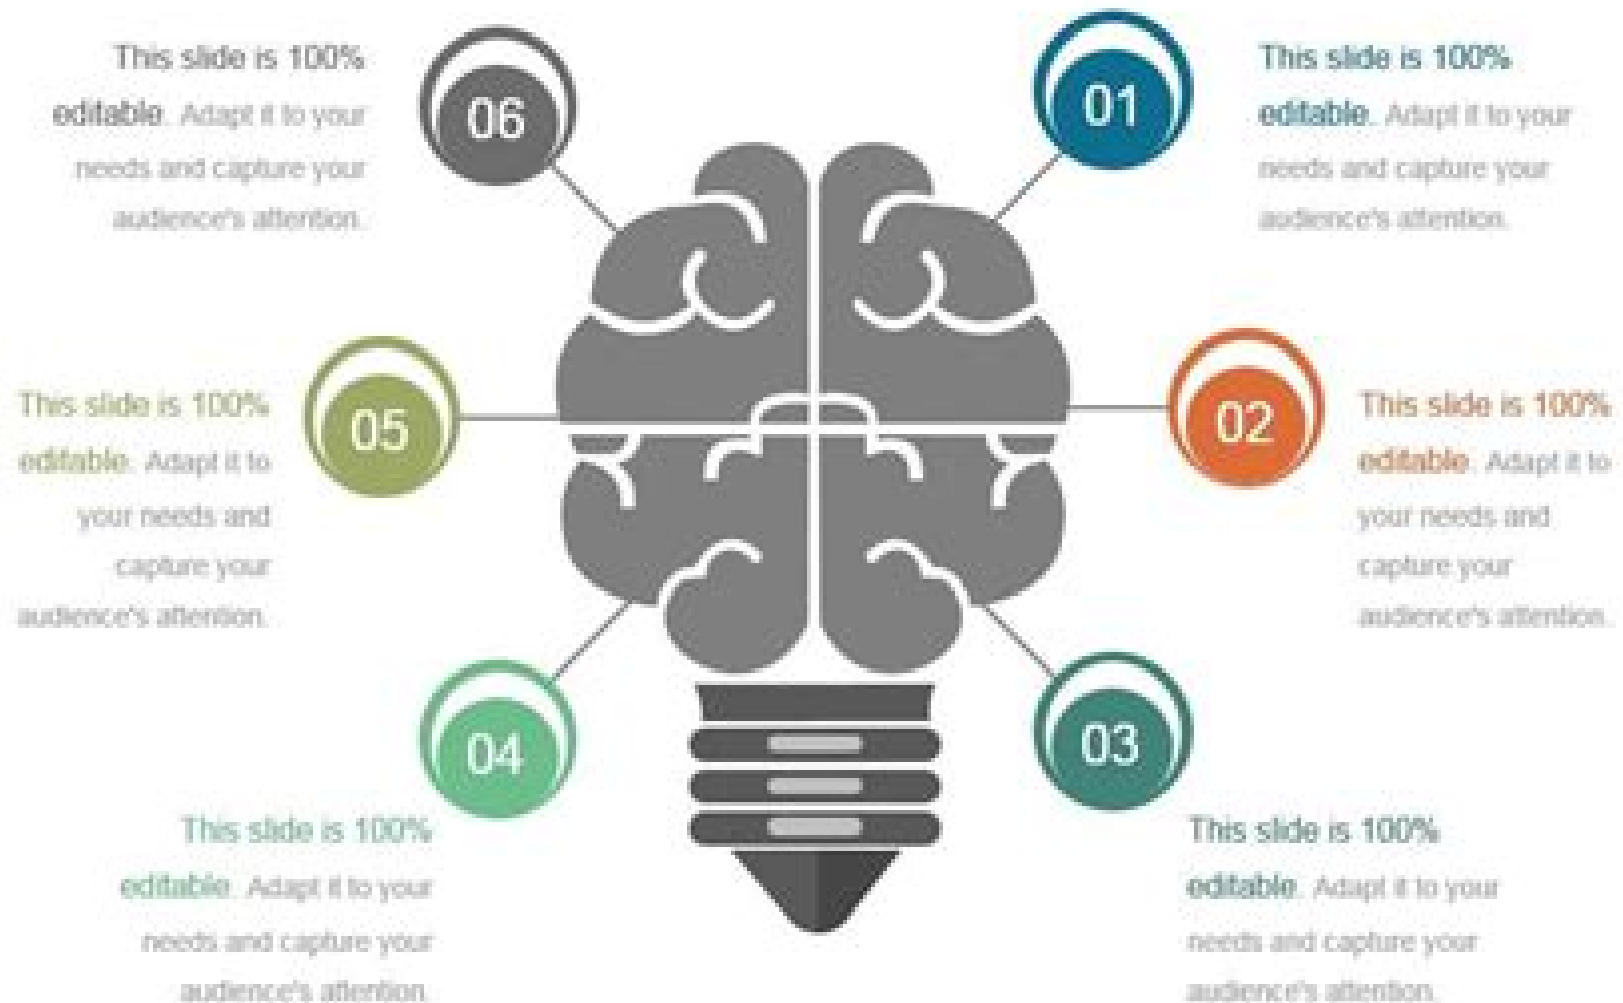 01
This slide is 100%
editable. Adapt it to your
needs and capture your
audience's attention.
02
This slide is 100%
editable. Adapt it to
your needs and
capture your
audience's attention.
03
This slide is 100%
editable. Adapt it to your
needs and capture your
audience's attention.
04
This slide is 100%
editable. Adapt it to your
needs and capture your
audience's attention.
05
This slide is 100%
editable. Adapt it to
your needs and
capture your
audience's attention.
06
This slide is 100%
editable. Adapt it to your
needs and capture your
audience's attention.